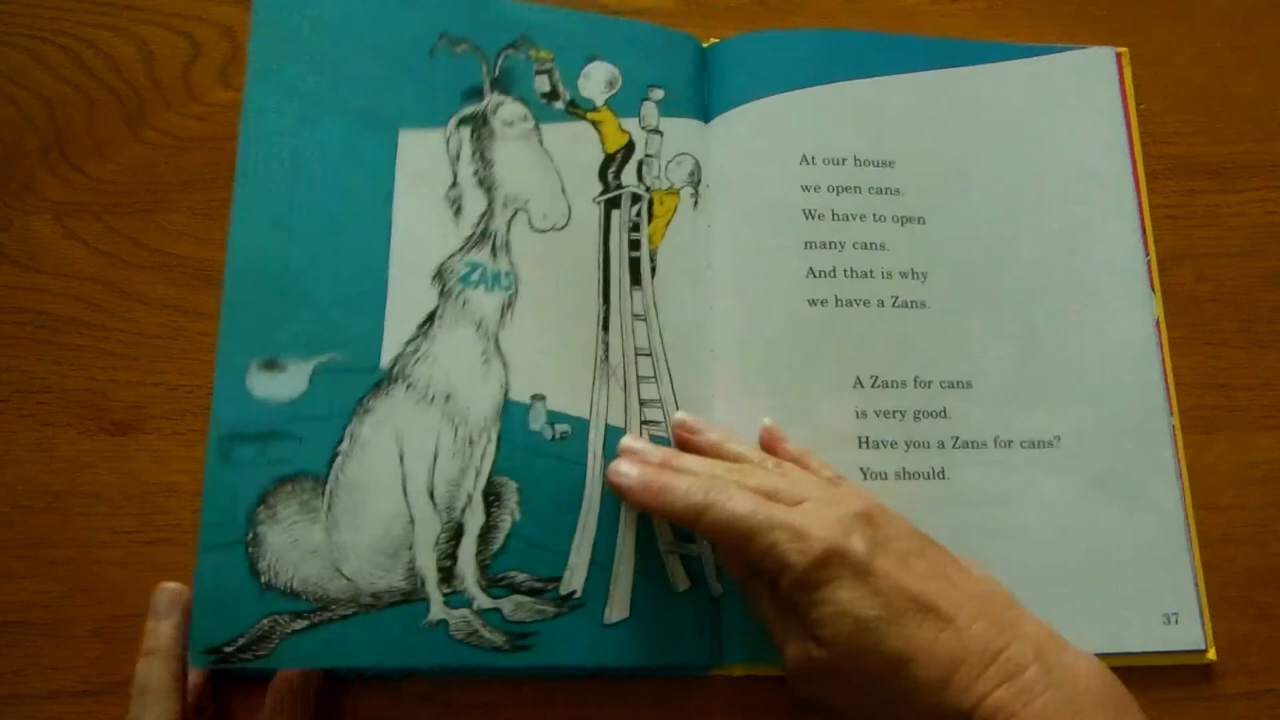 ZANS
At our house
we open cans.
We have to open
many cans.
And that is why
we have a Zans.
A Zans for cans
is very good.
Have you a Zans for cans?
You should.
37